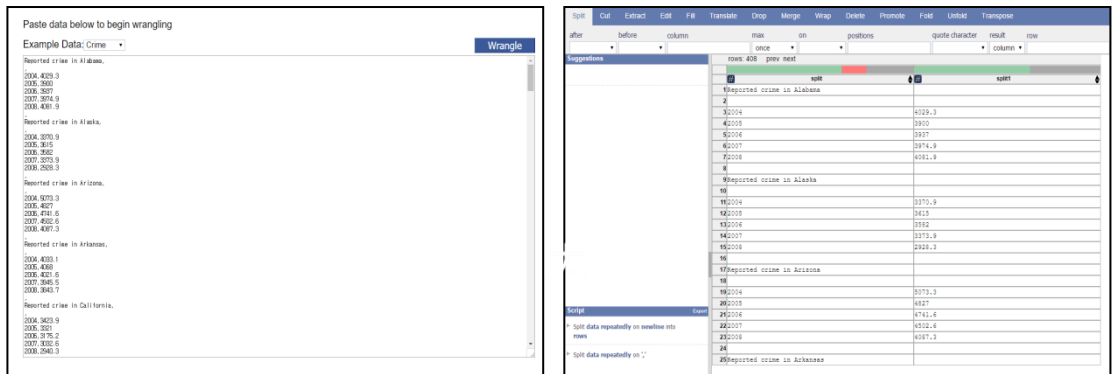 Paste data below to begin wrangling
Example Data: Crime
Wrangle
Reported crime in Alabama,
,
2004,4029.3
2005,3900
2006,3937
2007,3974.9
2008,4081.9
,
Reported crime in Alaska,
,
2004,3370.9
2005,3615
2006,3582
2007,3373.9
2008,2928.3
,
Reported crime in Arizona,
,
2004,5073.3
2005,4827
2006,4741.6
2007,4502.6
2008,4087.3
,
Reported crime in Arkansas,
,
2004,4033.1
2005,4068
2006,4021.6
2007,3945.5
2008,3843.7
,
Reported crime in California,
,
2004,3423.9
2005,3321
2006,3175.2
2007,3032.6
2008,2940.3
Split Cut Extract Edit Fill Translate Drop Merge Wrap Delete Promote Fold Unfold Transpose
after before column max on positions quote character result row
once column
Suggestions
rows: 408 prev next
# split # split1
1 Reported crime in Alabama
2
3 2004 4029.3
4 2005 3900
5 2006 3937
6 2007 3974.9
7 2008 4081.9
8
9 Reported crime in Alaska
10
11 2004 3370.9
12 2005 3615
13 2006 3582
14 2007 3373.9
15 2008 2928.3
16
17 Reported crime in Arizona
18
19 2004 5073.3
20 2005 4827
21 2006 4741.6
22 2007 4502.6
23 2008 4087.3
24
25 Reported crime in Arkansas
Script Export
Split data repeatedly on newline into
rows
Split data repeatedly on ','